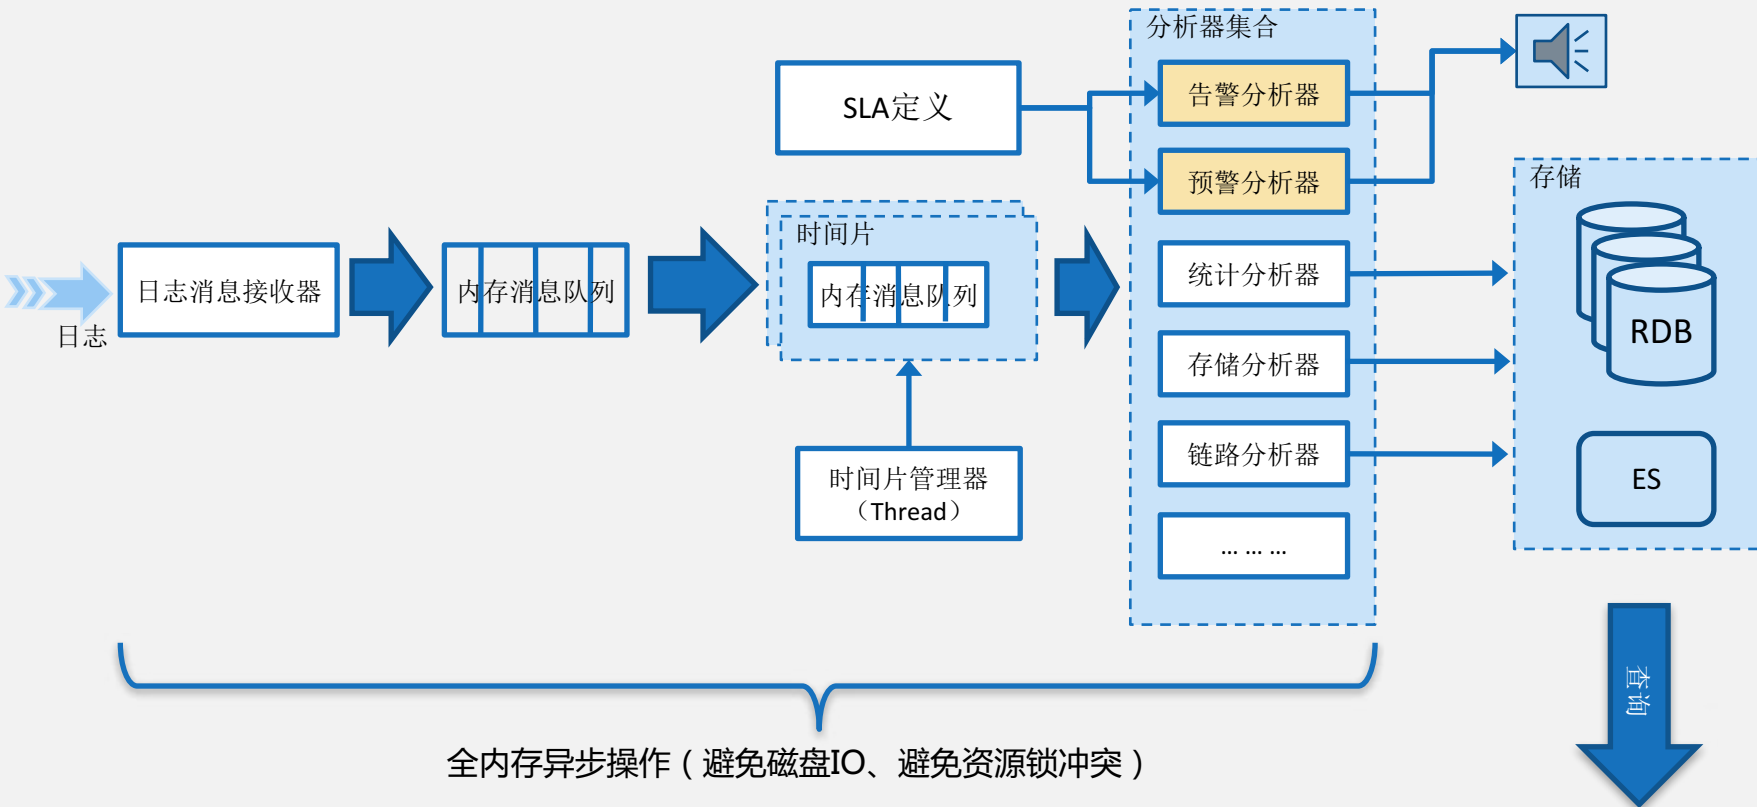 分析器集合
SLA定义
告警分析器
预警分析器
存储
时间片
日志消息接收器
内存消息队列
内存消息队列
统计分析器
日志
RDB
存储分析器
链路分析器
时间片管理器
（Thread）
ES
... ... ...
查询
全内存异步操作（避免磁盘IO、避免资源锁冲突）